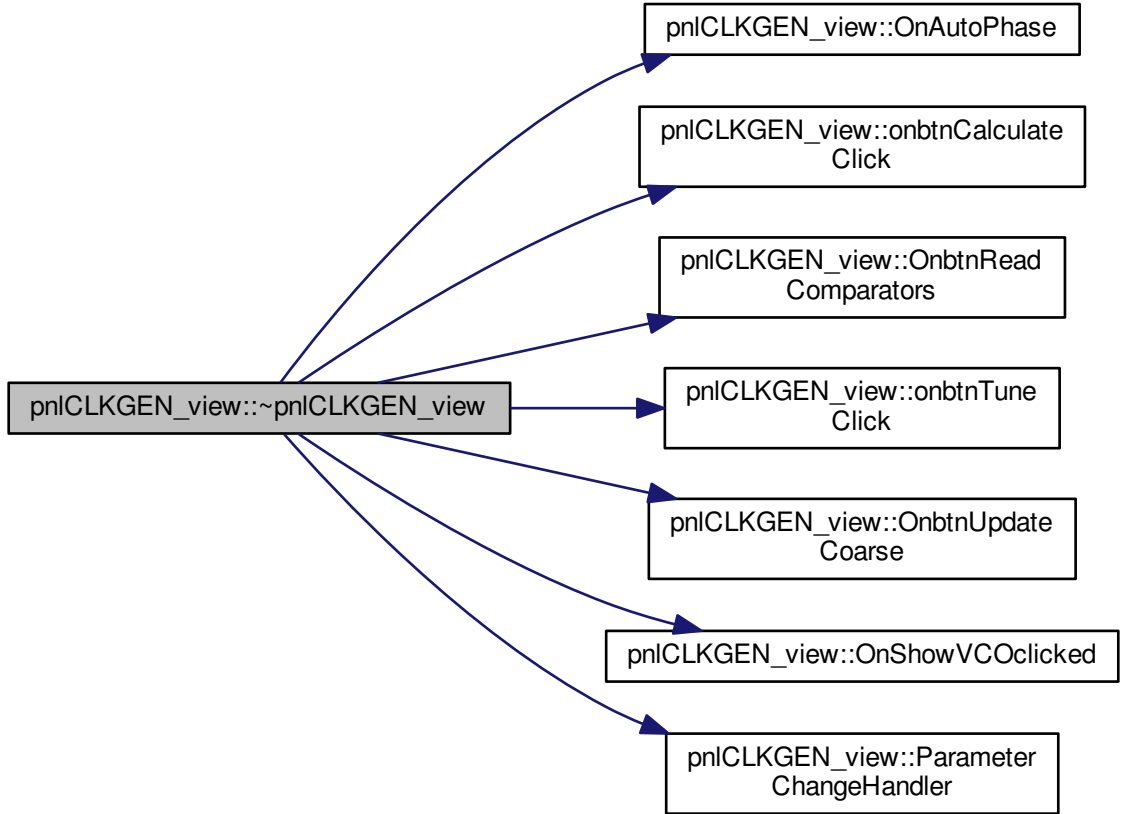 pnlCLKGEN_view::OnAutoPhase
pnlCLKGEN_view::onbtnCalculate
Click
pnlCLKGEN_view::OnbtnRead
Comparators
pnlCLKGEN_view::~pnlCLKGEN_view
pnlCLKGEN_view::onbtnTune
Click
pnlCLKGEN_view::OnbtnUpdate
Coarse
pnlCLKGEN_view::OnShowVCOclicked
pnlCLKGEN_view::Parameter
ChangeHandler